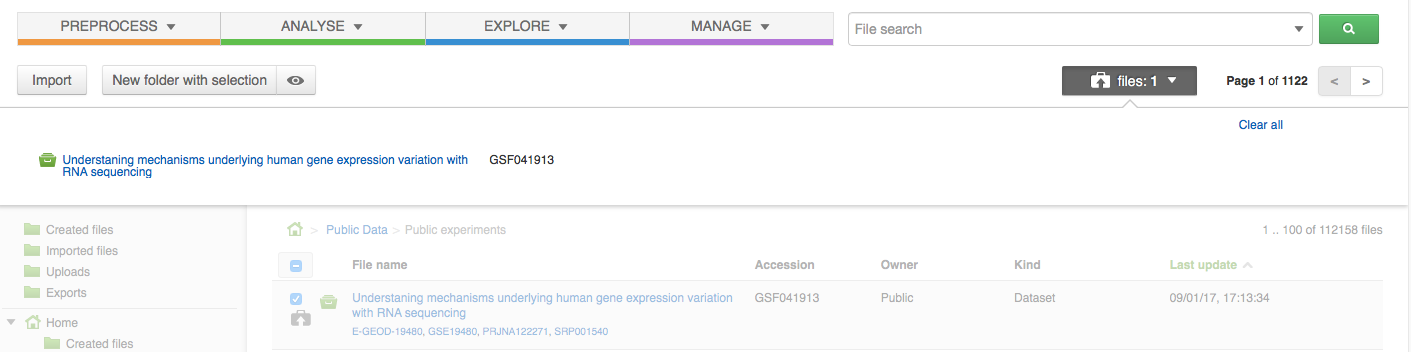 PREPROCESS ANALYSE EXPLORE MANAGE File search
Import New folder with selection files: 1 Page 1 of 1122 < >
Clear all
Understaning mechanisms underlying human gene expression variation with GSF041913
RNA sequencing
Created files
Imported files
Uploads
Exports
Home
Created files
> Public Data > Public experiments 1 .. 100 of 112158 files
File name Accession Owner Kind Last update
Understaning mechanisms underlying human gene expression variation GSF041913 Public Dataset 09/01/17, 17:13:34
with RNA sequencing
E-GEOD-19480, GSE19480, PRJNA122271, SRP001540